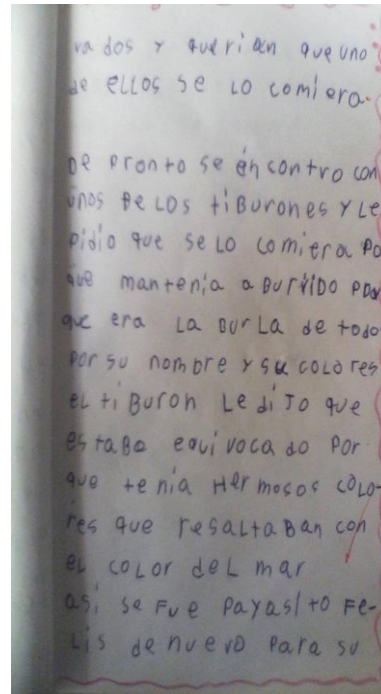 vados y querian que uno
de ellos se lo comiera.
De pronto se encontro con
unos de los tiburones y le
pidio que se lo comiera po
que mantenia aburrido por
que era la burla de todo
por su nombre y su colores
el tiburon le dijo que
estaba equivocado por
que tenia Hermosos colo-
res que resaltaban con
el color del mar
asi se fue payasito Fe-
lis de nuevo para su